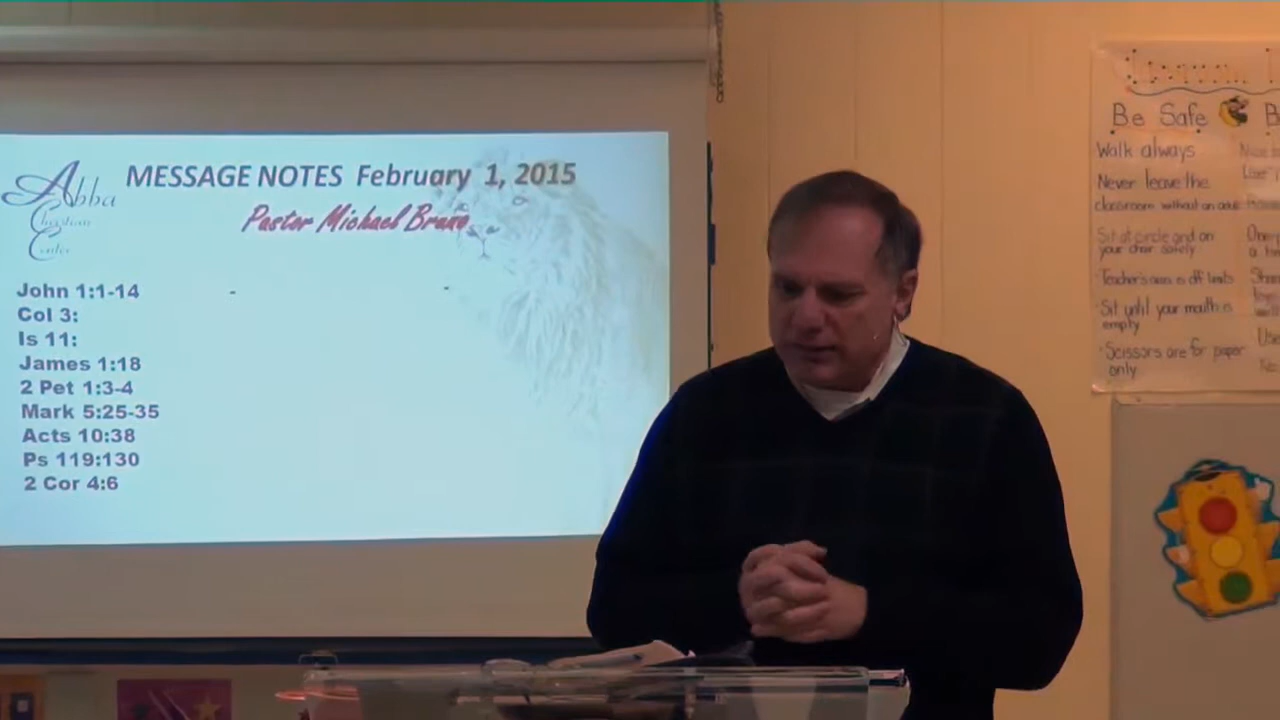 Abba
Christian
Center
MESSAGE NOTES February 1, 2015
Pastor Michael Bruno
John 1:1-14
Col 3:
Is 11:
James 1:18
2 Pet 1:3-4
Mark 5:25-35
Acts 10:38
Ps 119:130
2 Cor 4:6
Be Safe
Walk always
Never leave the
classroom without an
Sit at circle and on
your chair safely
Teacher's area is off limits
Sit until your mouth is
empty
Scissors are for paper
only